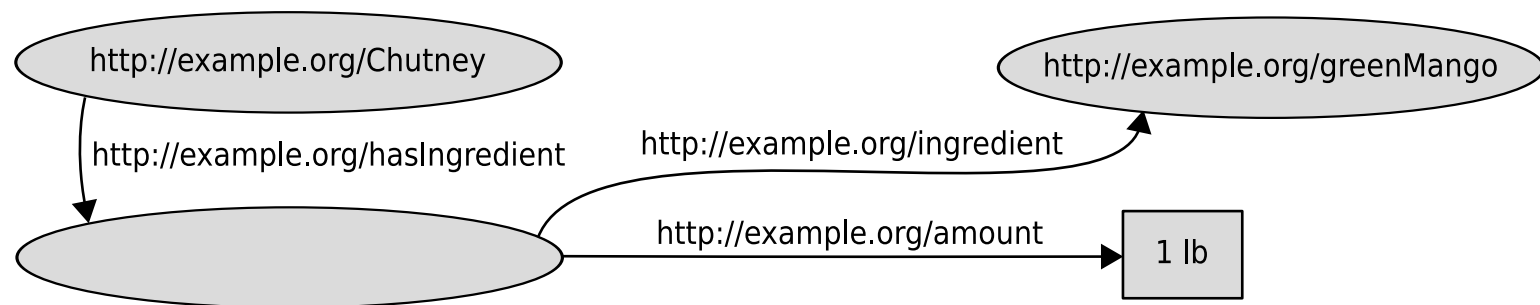 http://example.org/Chutney
http://example.org/greenMango
http://example.org/hasIngredient
http://example.org/ingredient
http://example.org/amount
1 lb